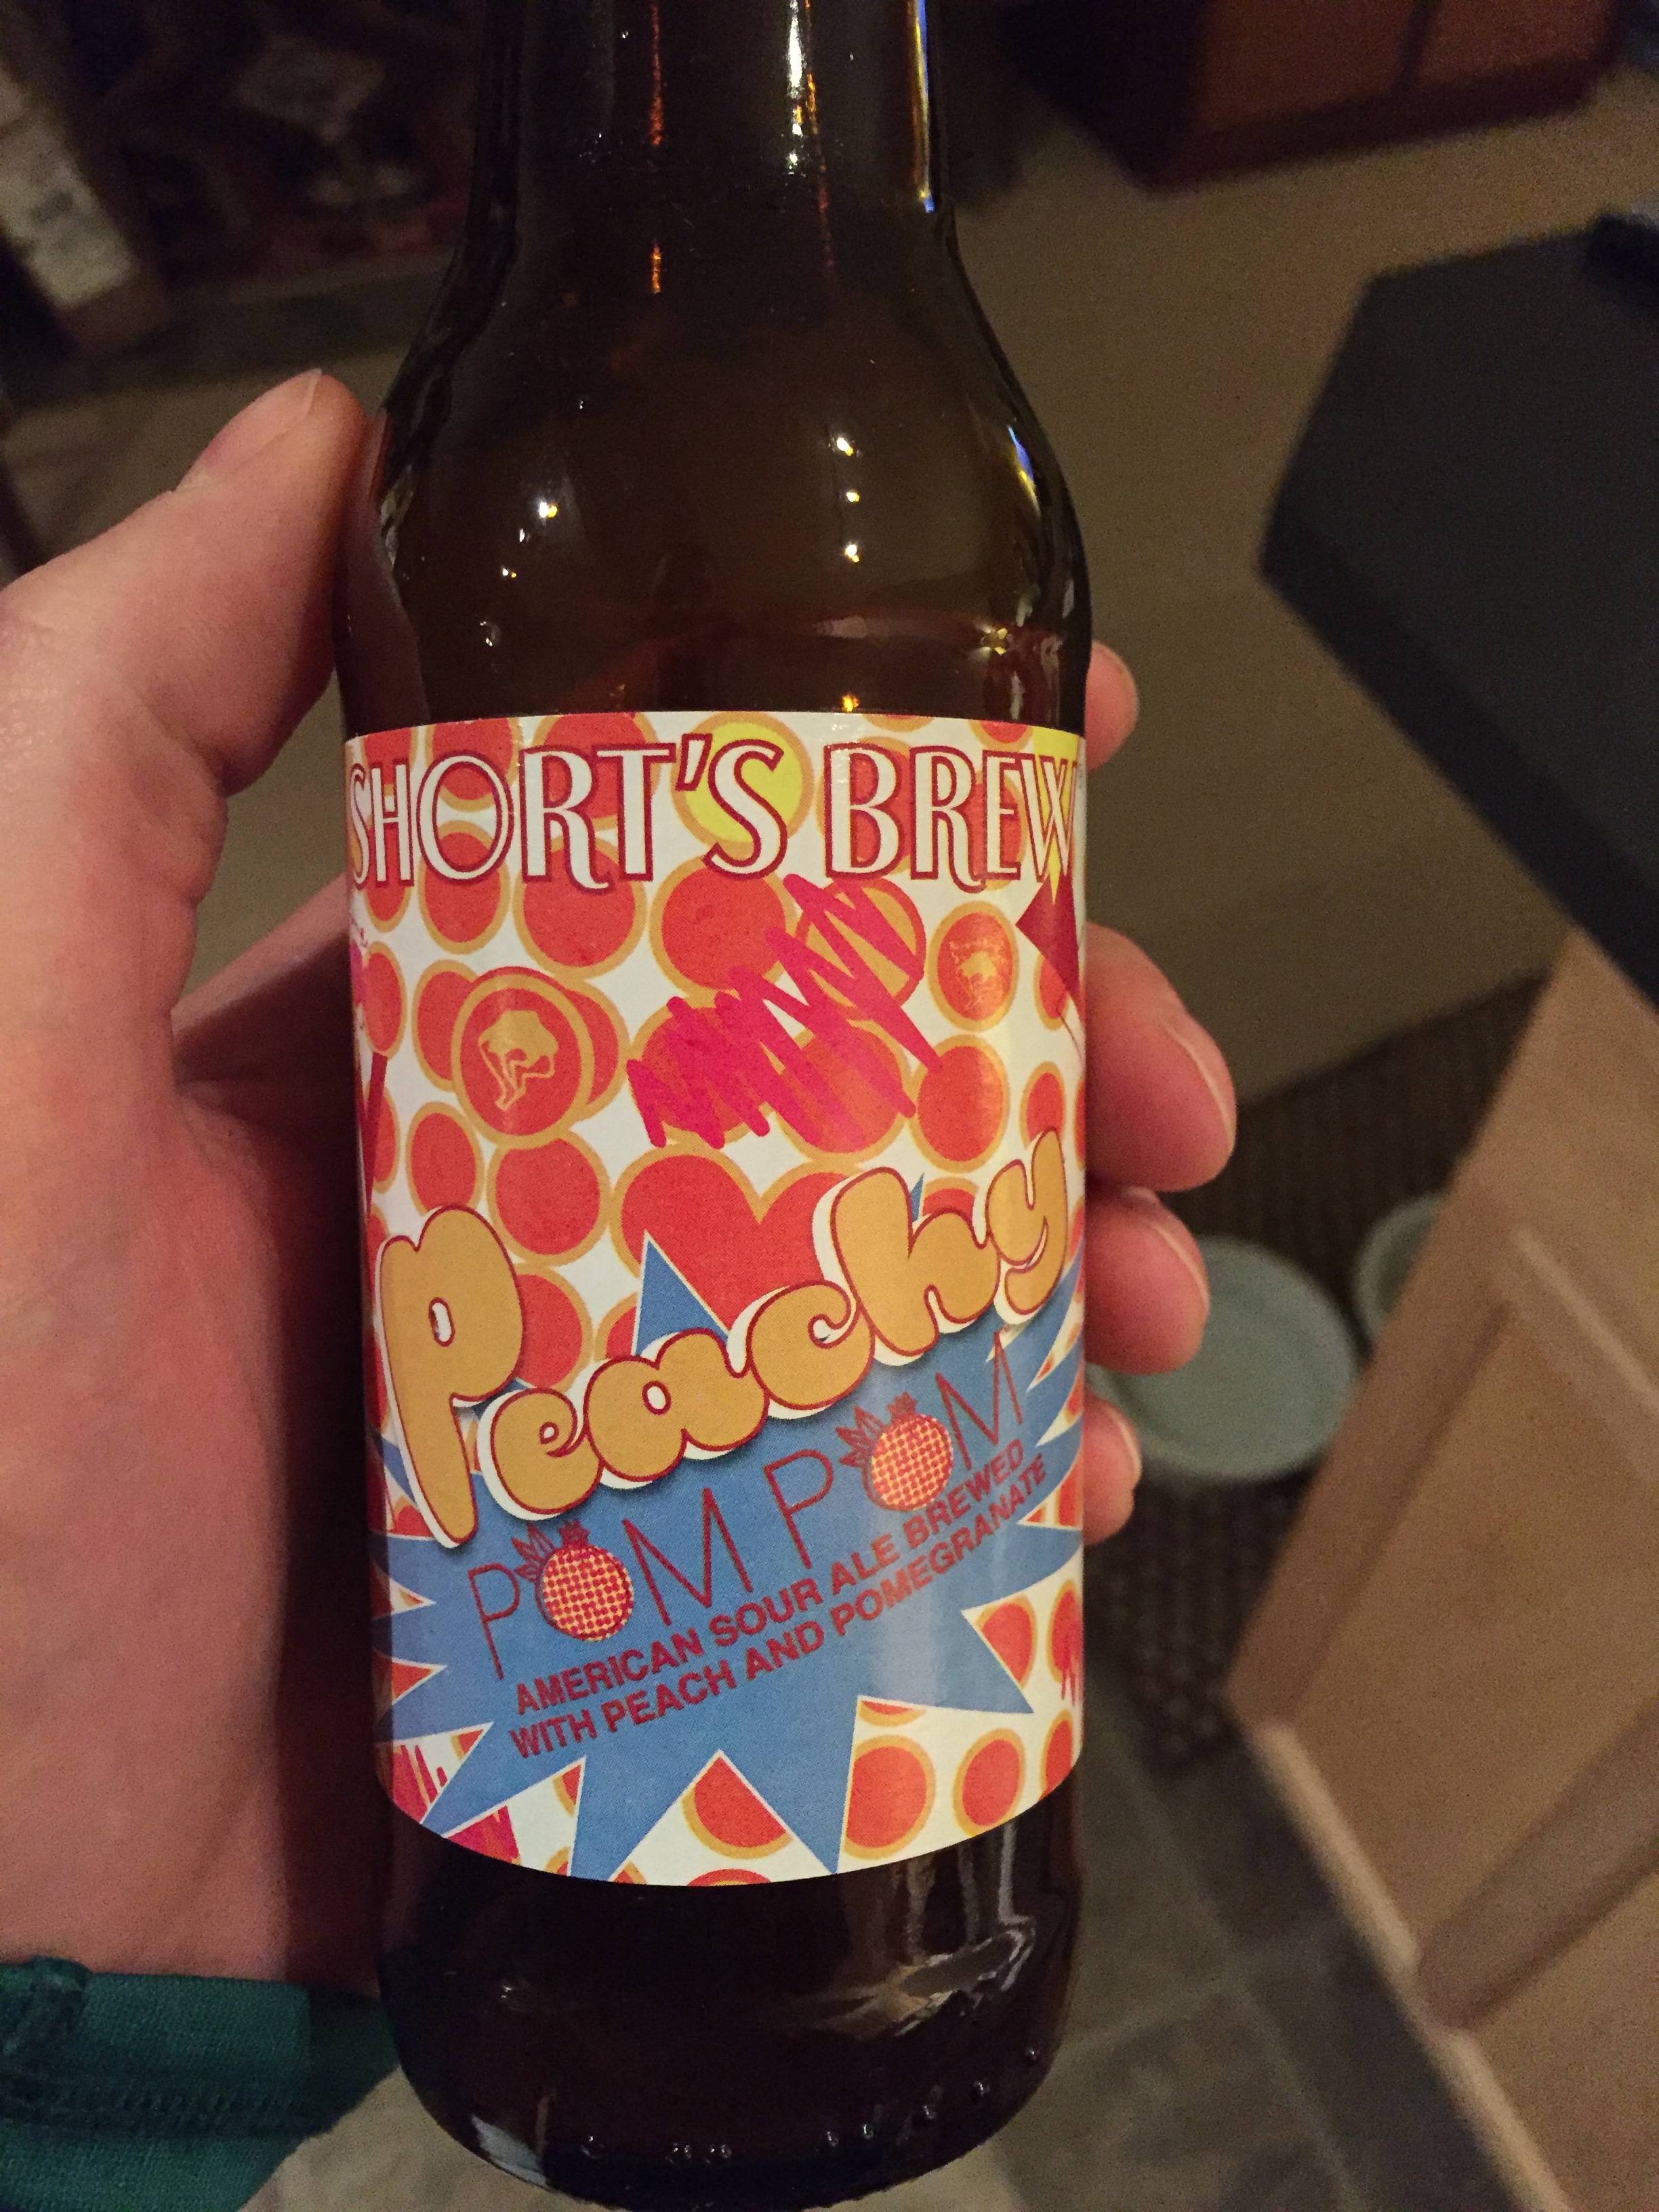 SHORT'S BREW
Peachy
POM POM
AMERICAN SOUR ALE BREWED
WITH PEACH AND POMEGRANATE